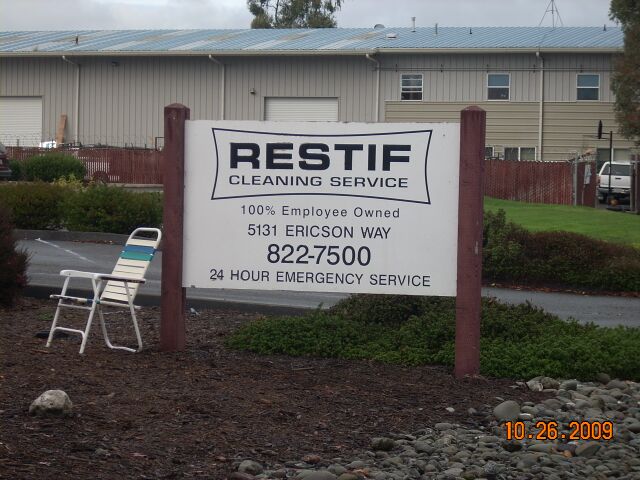 RESTIF
CLEANING SERVICE
100% Employee Owned
5131 ERICSON WAY
822-7500
24 HOUR EMERGENCY SERVICE
10.26.2009